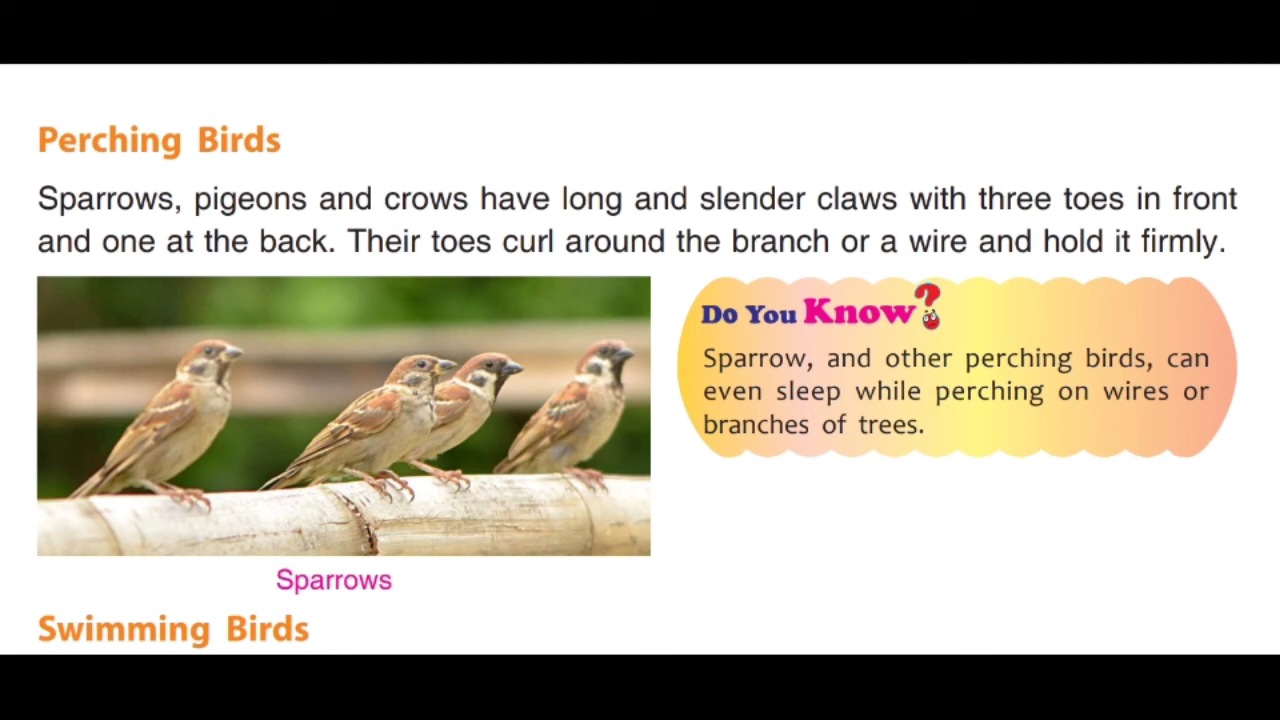 Perching Birds
Sparrows, pigeons and crows have long and slender claws with three toes in front
and one at the back. Their toes curl around the branch or a wire and hold it firmly.
Do You Know?
Sparrow, and other perching birds, can
even sleep while perching on wires or
branches of trees.
Sparrows
Swimming Birds